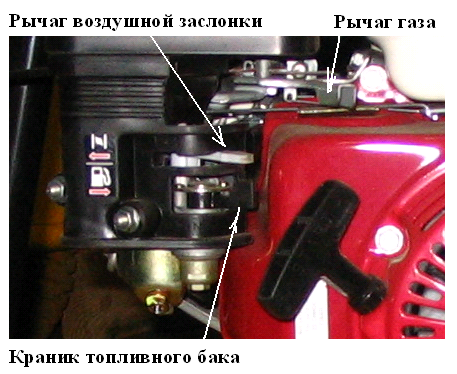 Рычаг воздушной заслонки
Рычаг газа
Краник топливного бака